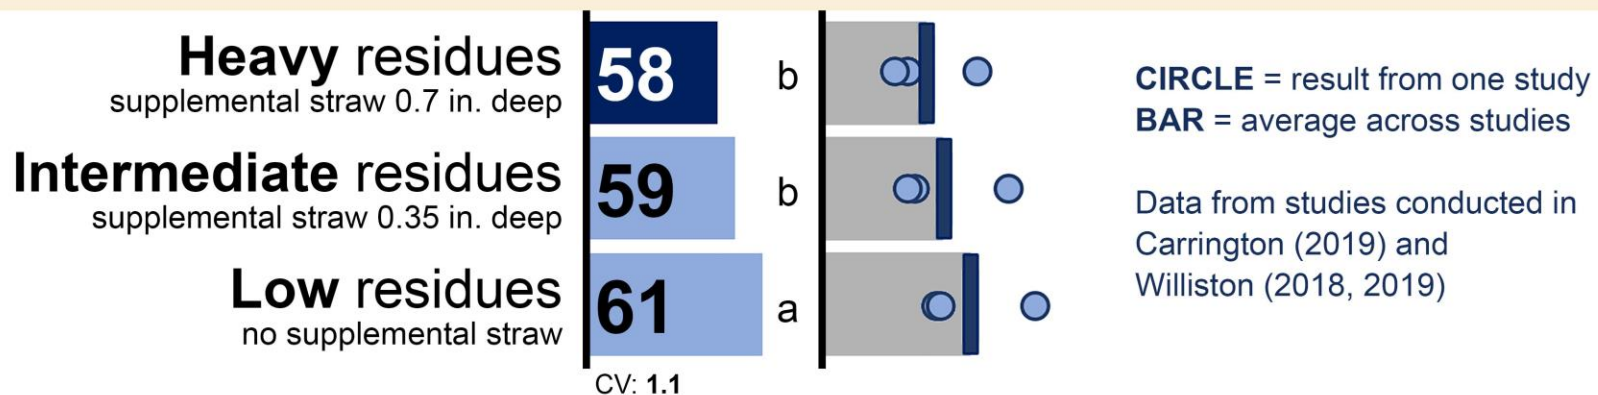 Heavy residues
supplemental straw 0.7 in. deep
58
b
Intermediate residues
supplemental straw 0.35 in. deep
59
b
Low residues
no supplemental straw
61
a
CV: 1.1
CIRCLE = result from one study
BAR = average across studies
Data from studies conducted in
Carrington (2019) and
Williston (2018, 2019)